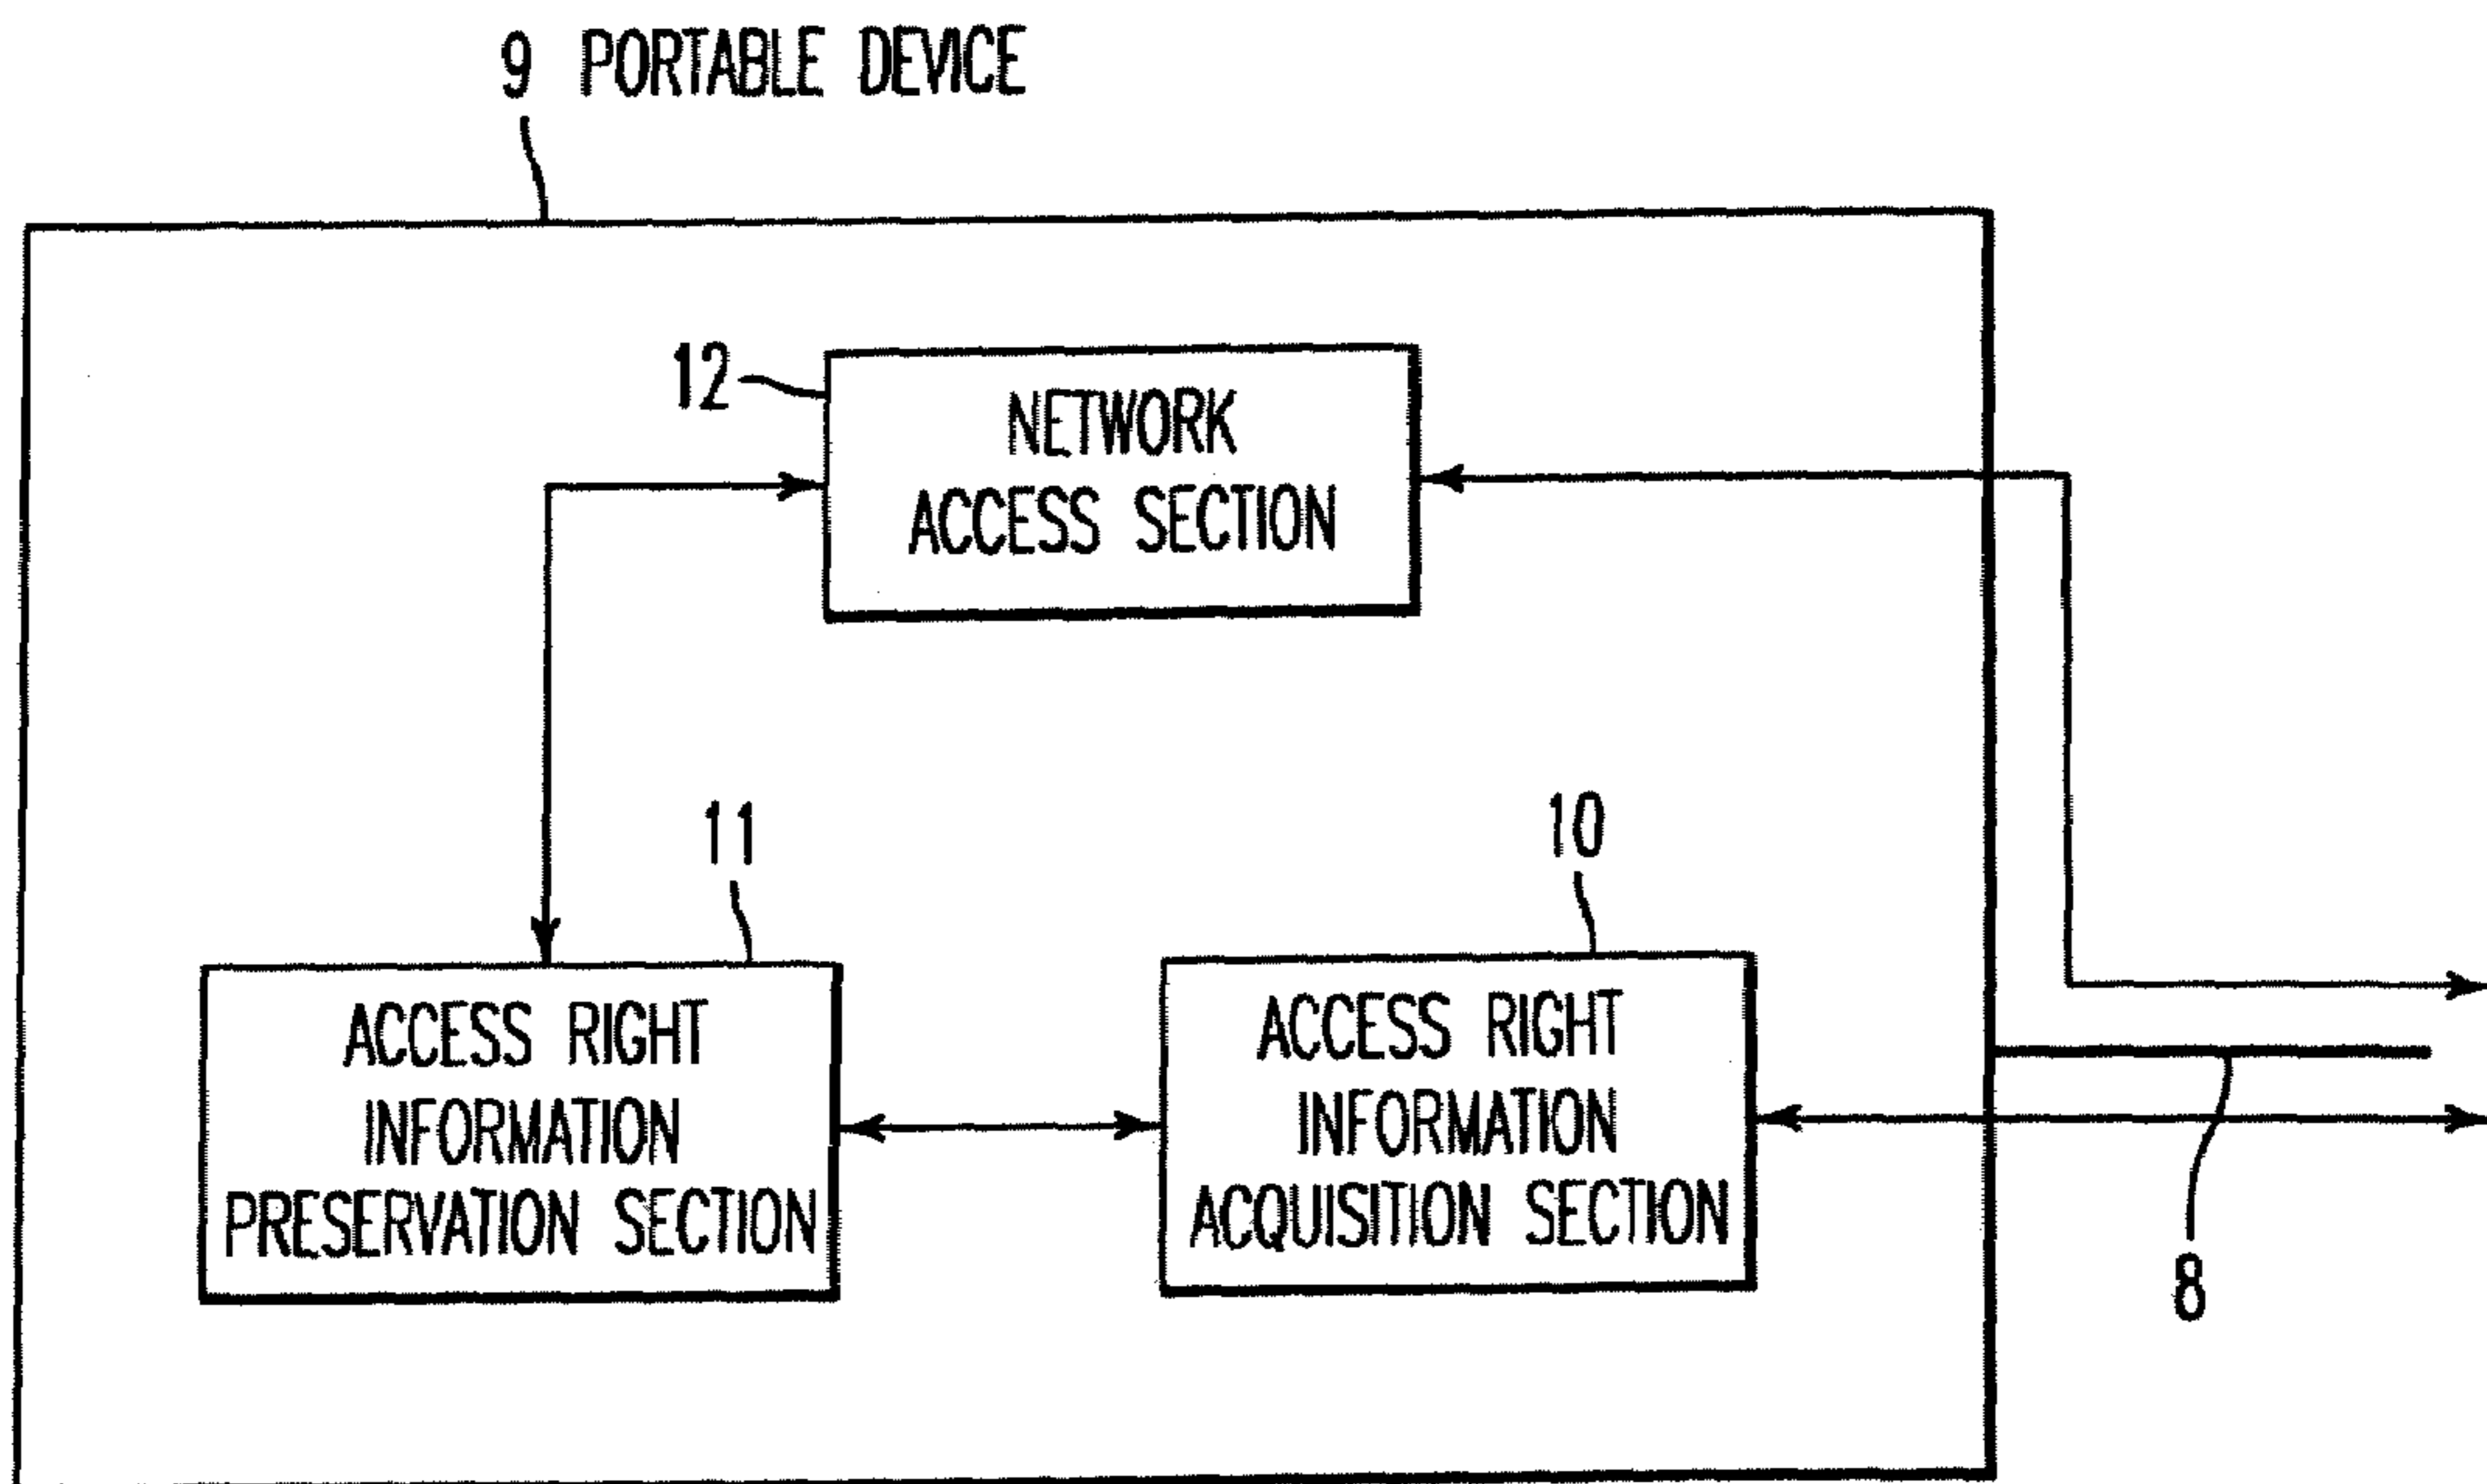 9 PORTABLE DEVICE
12
NETWORK
ACCESS SECTION
11
10
ACCESS RIGHT
INFORMATION
PRESERVATION SECTION
ACCESS RIGHT
INFORMATION
ACQUISITION SECTION
8